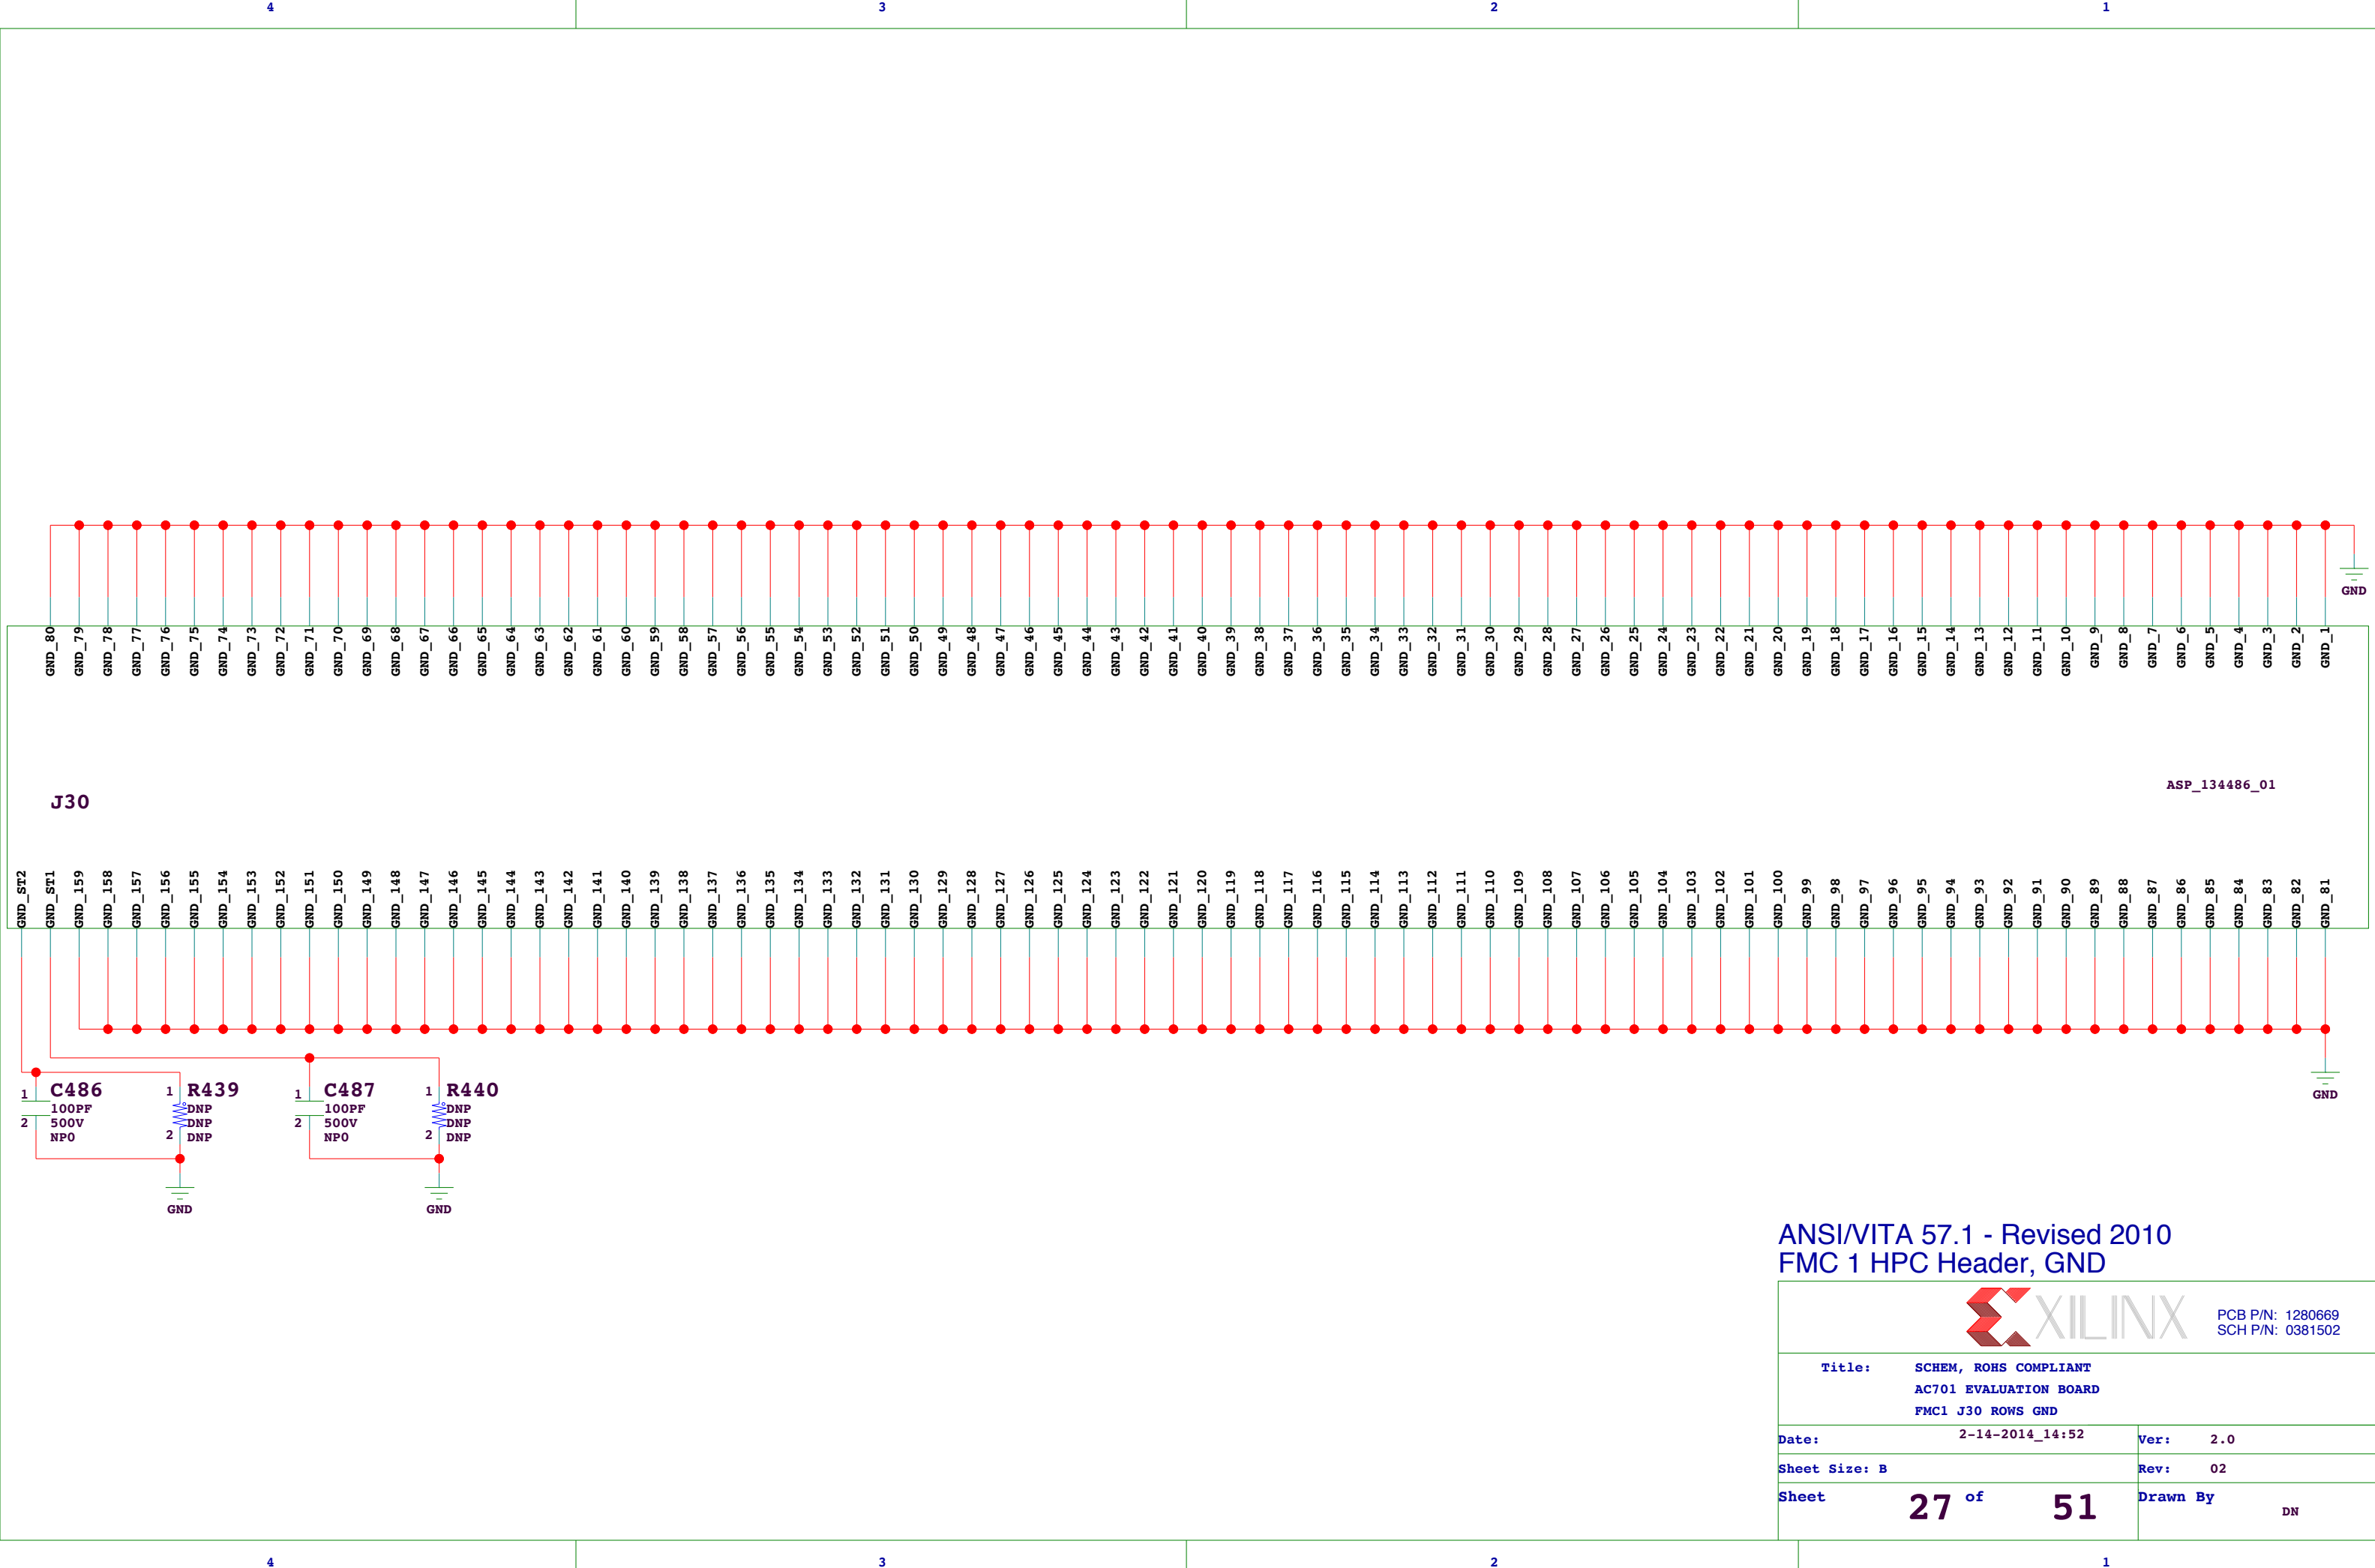 4 3 2 1
GND
GND_80 GND_79 GND_78 GND_77 GND_76 GND_75 GND_74 GND_73 GND_72 GND_71 GND_70 GND_69 GND_68 GND_67 GND_66 GND_65 GND_64 GND_63 GND_62 GND_61 GND_60 GND_59 GND_58 GND_57 GND_56 GND_55 GND_54 GND_53 GND_52 GND_51 GND_50 GND_49 GND_48 GND_47 GND_46 GND_45 GND_44 GND_43 GND_42 GND_41 GND_40 GND_39 GND_38 GND_37 GND_36 GND_35 GND_34 GND_33 GND_32 GND_31 GND_30 GND_29 GND_28 GND_27 GND_26 GND_25 GND_24 GND_23 GND_22 GND_21 GND_20 GND_19 GND_18 GND_17 GND_16 GND_15 GND_14 GND_13 GND_12 GND_11 GND_10 GND_9 GND_8 GND_7 GND_6 GND_5 GND_4 GND_3 GND_2 GND_1
ASP_134486_01
J30
GND_ST2 GND_ST1 GND_159 GND_158 GND_157 GND_156 GND_155 GND_154 GND_153 GND_152 GND_151 GND_150 GND_149 GND_148 GND_147 GND_146 GND_145 GND_144 GND_143 GND_142 GND_141 GND_140 GND_139 GND_138 GND_137 GND_136 GND_135 GND_134 GND_133 GND_132 GND_131 GND_130 GND_129 GND_128 GND_127 GND_126 GND_125 GND_124 GND_123 GND_122 GND_121 GND_120 GND_119 GND_118 GND_117 GND_116 GND_115 GND_114 GND_113 GND_112 GND_111 GND_110 GND_109 GND_108 GND_107 GND_106 GND_105 GND_104 GND_103 GND_102 GND_101 GND_100 GND_99 GND_98 GND_97 GND_96 GND_95 GND_94 GND_93 GND_92 GND_91 GND_90 GND_89 GND_88 GND_87 GND_86 GND_85 GND_84 GND_83 GND_82 GND_81
1 C486 1 R439 1 C487 1 R440
GND
100PF DNP 100PF DNP
2 500V DNP 2 500V DNP
NP0 2 DNP NP0 2 DNP
GND GND
ANSI/VITA 57.1 - Revised 2010
FMC 1 HPC Header, GND
XILINX
PCB P/N: 1280669
SCH P/N: 0381502
Title: SCHEM, ROHS COMPLIANT
AC701 EVALUATION BOARD
FMC1 J30 ROWS GND
Date: 2-14-2014_14:52 Ver: 2.0
Sheet Size: B Rev: 02
Sheet 27 of 51 Drawn By
DN
4 3 2 1